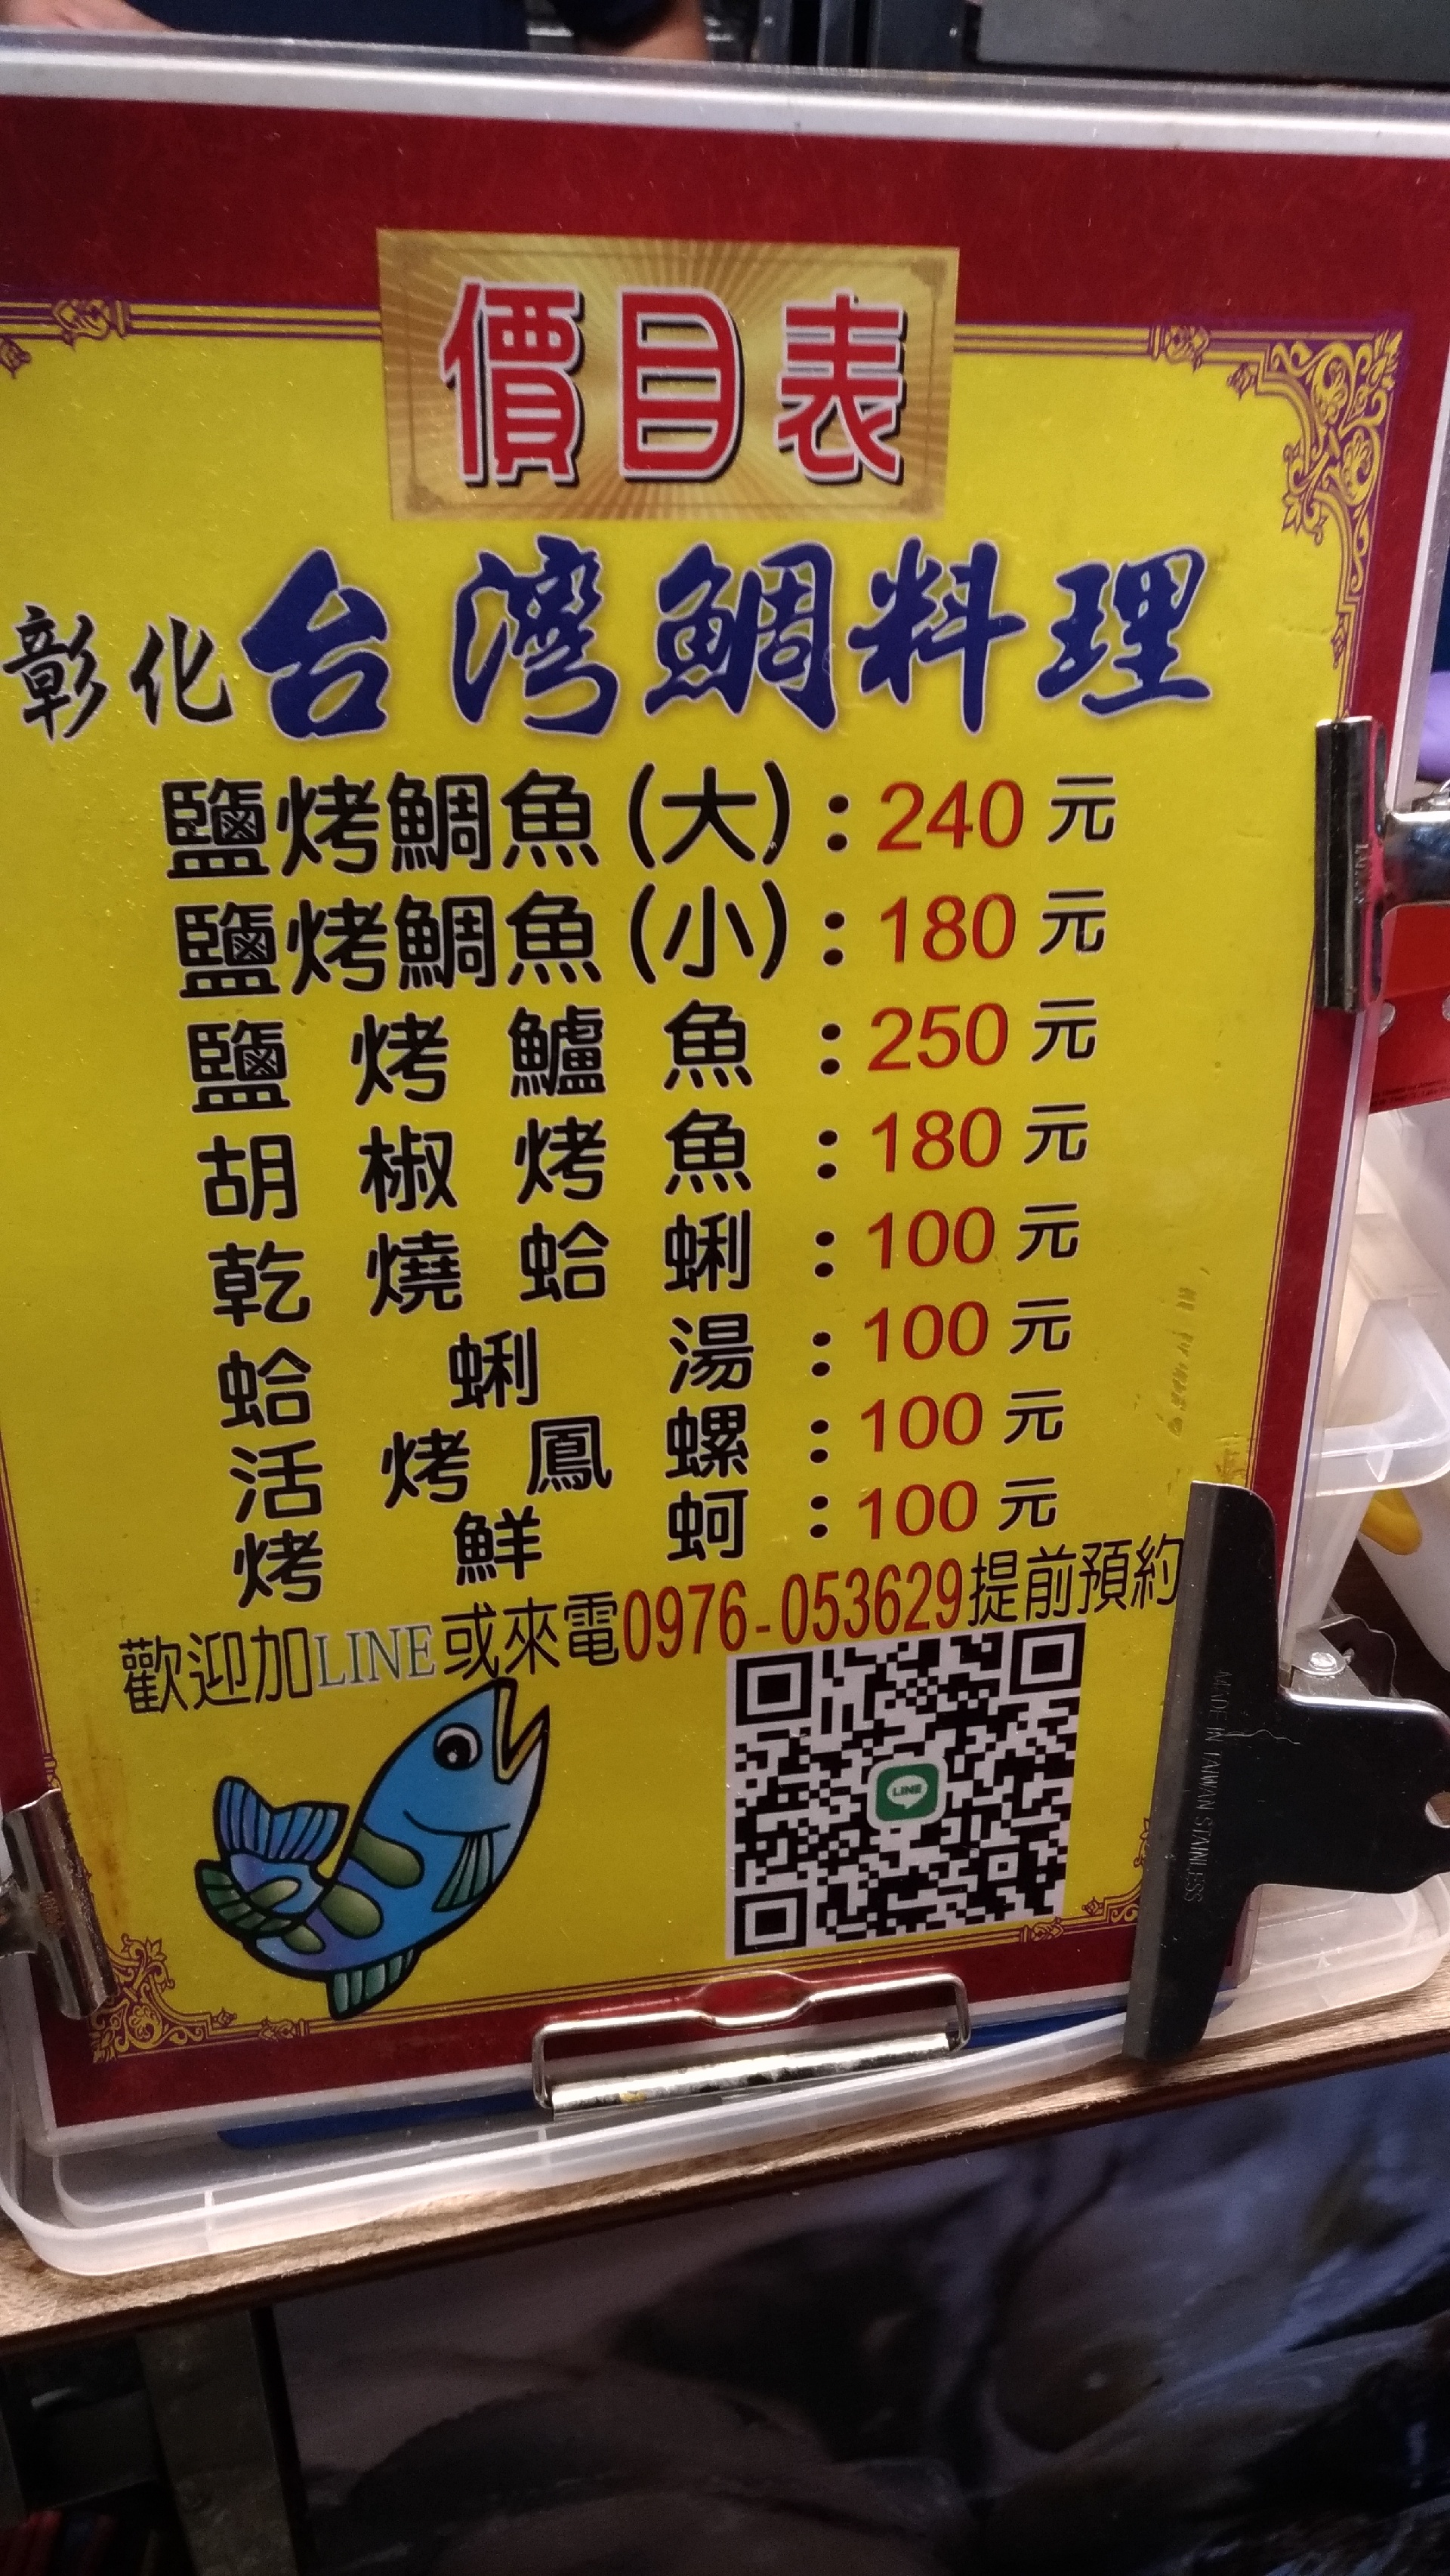 價目表
彰化台灣鯛料理
鹽烤鯛魚(大):240元
鹽烤鯛魚(小):180元
鹽烤鱸魚:250元
胡椒烤魚:180元
乾燒蛤蜊:100元
蛤蜊湯:100元
活烤鳳螺:100元
烤鮮蚵:100元
歡迎加LINE或來電0976-053629提前預約
LINE
MADE IN TAIWAN STAINLESS